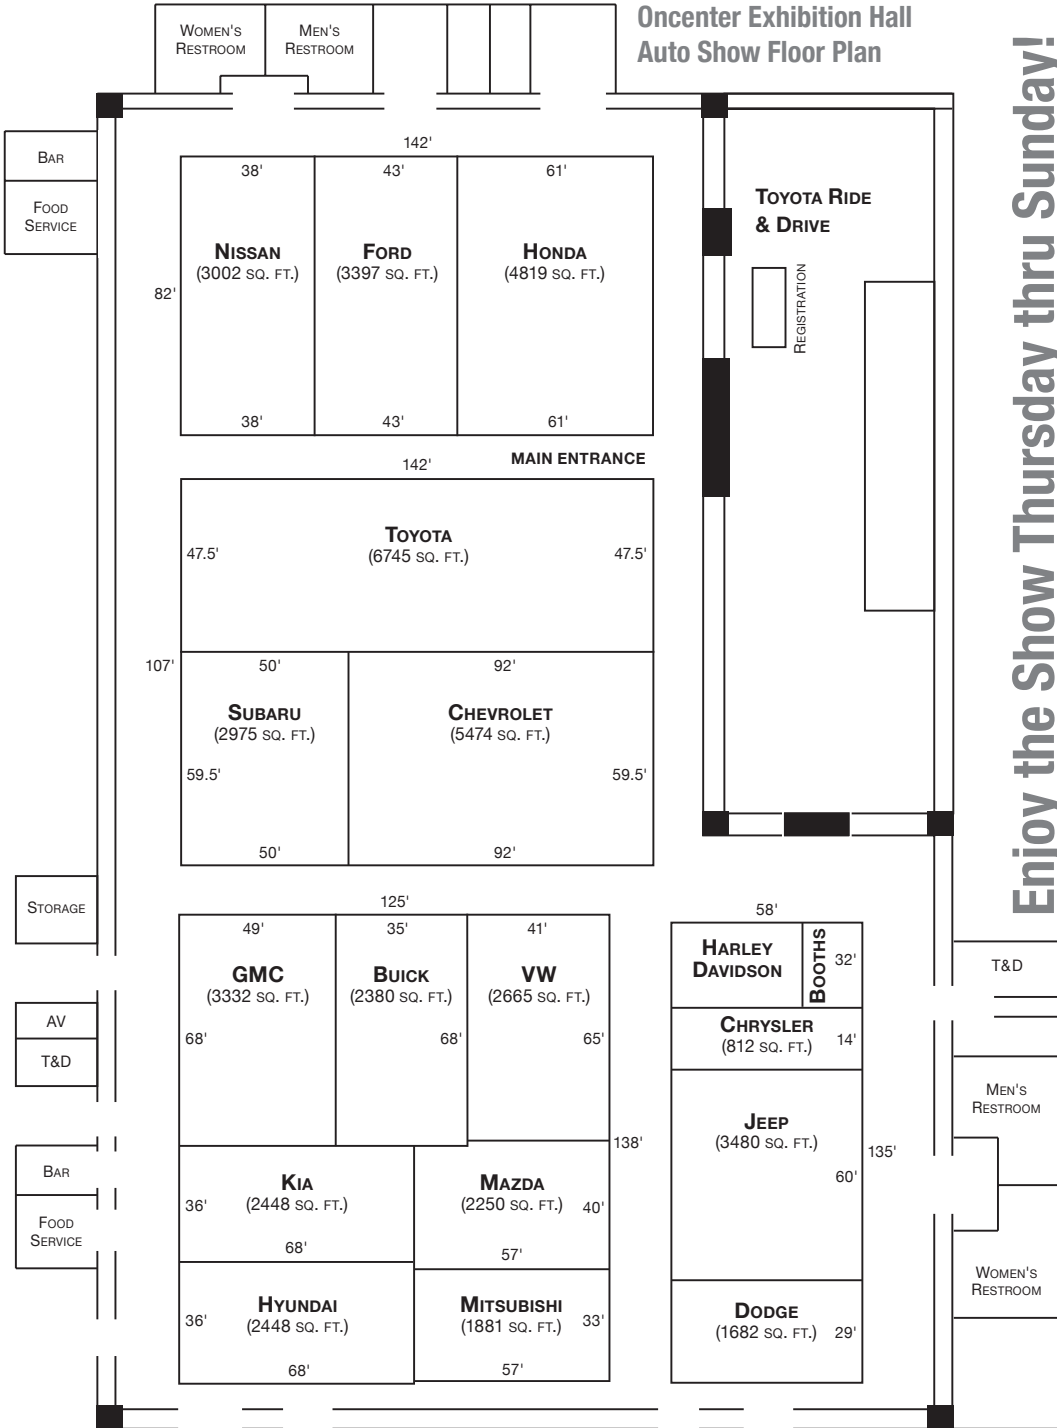 Oncenter Exhibition Hall
Auto Show Floor Plan
Enjoy the Show Thursday thru Sunday!
WOMEN'S
RESTROOM
MEN'S
RESTROOM
BAR
FOOD
SERVICE
142'
38'
43'
61'
NISSAN
(3002 SQ. FT.)
FORD
(3397 SQ. FT.)
HONDA
(4819 SQ. FT.)
82'
38'
43'
61'
TOYOTA RIDE
& DRIVE
REGISTRATION
MAIN ENTRANCE
142'
TOYOTA
(6745 SQ. FT.)
47.5'
47.5'
107'
50'
92'
SUBARU
(2975 SQ. FT.)
CHEVROLET
(5474 SQ. FT.)
59.5'
59.5'
50'
92'
STORAGE
AV
T&D
BAR
FOOD
SERVICE
125'
49'
35'
41'
GMC
(3332 SQ. FT.)
BUICK
(2380 SQ. FT.)
VW
(2665 SQ. FT.)
68'
68'
65'
138'
KIA
(2448 SQ. FT.)
36'
68'
MAZDA
(2250 SQ. FT.)
40'
57'
HYUNDAI
(2448 SQ. FT.)
36'
68'
MITSUBISHI
(1881 SQ. FT.)
33'
57'
58'
HARLEY
DAVIDSON
BOOTHS
32'
CHRYSLER
(812 SQ. FT.)
14'
JEEP
(3480 SQ. FT.)
60'
135'
DODGE
(1682 SQ. FT.)
29'
T&D
MEN'S
RESTROOM
WOMEN'S
RESTROOM